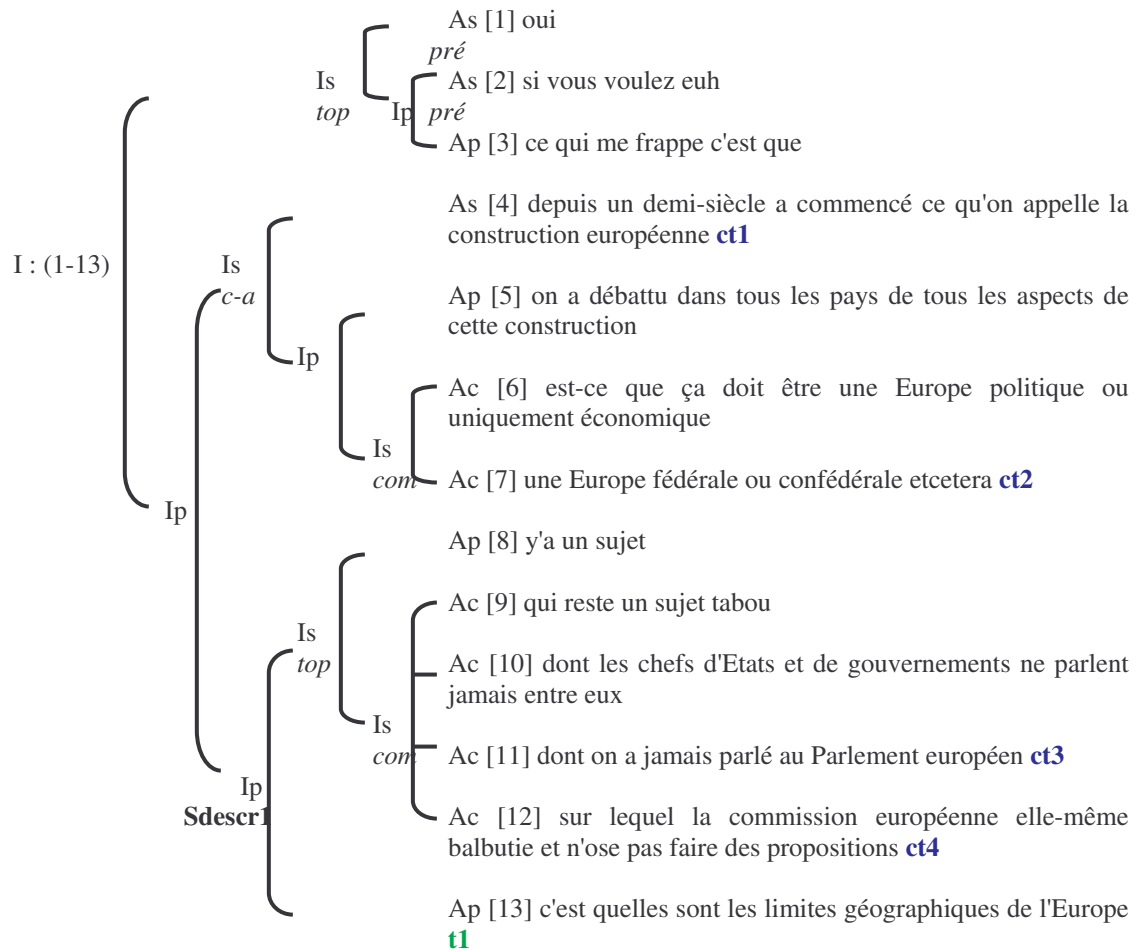 As [1] oui
pré
Is
As [2] si vous voulez euh
top
Ip
pré
Ap [3] ce qui me frappe c'est que
As [4] depuis un demi-siècle a commencé ce qu'on appelle la
construction européenne ct1
I : (1-13)
Is
c-a
Ap [5] on a débattu dans tous les pays de tous les aspects de
cette construction
Ip
Ac [6] est-ce que ça doit être une Europe politique ou
uniquement économique
Is
com
Ac [7] une Europe fédérale ou confédérale etcetera ct2
Ip
Ap [8] y'a un sujet
Ac [9] qui reste un sujet tabou
Is
top
Ac [10] dont les chefs d'Etats et de gouvernements ne parlent
jamais entre eux
Is
com
Ac [11] dont on a jamais parlé au Parlement européen ct3
Ip
Sdescr1
Ac [12] sur lequel la commission européenne elle-même
balbutie et n'ose pas faire des propositions ct4
Ap [13] c'est quelles sont les limites géographiques de l'Europe
t1